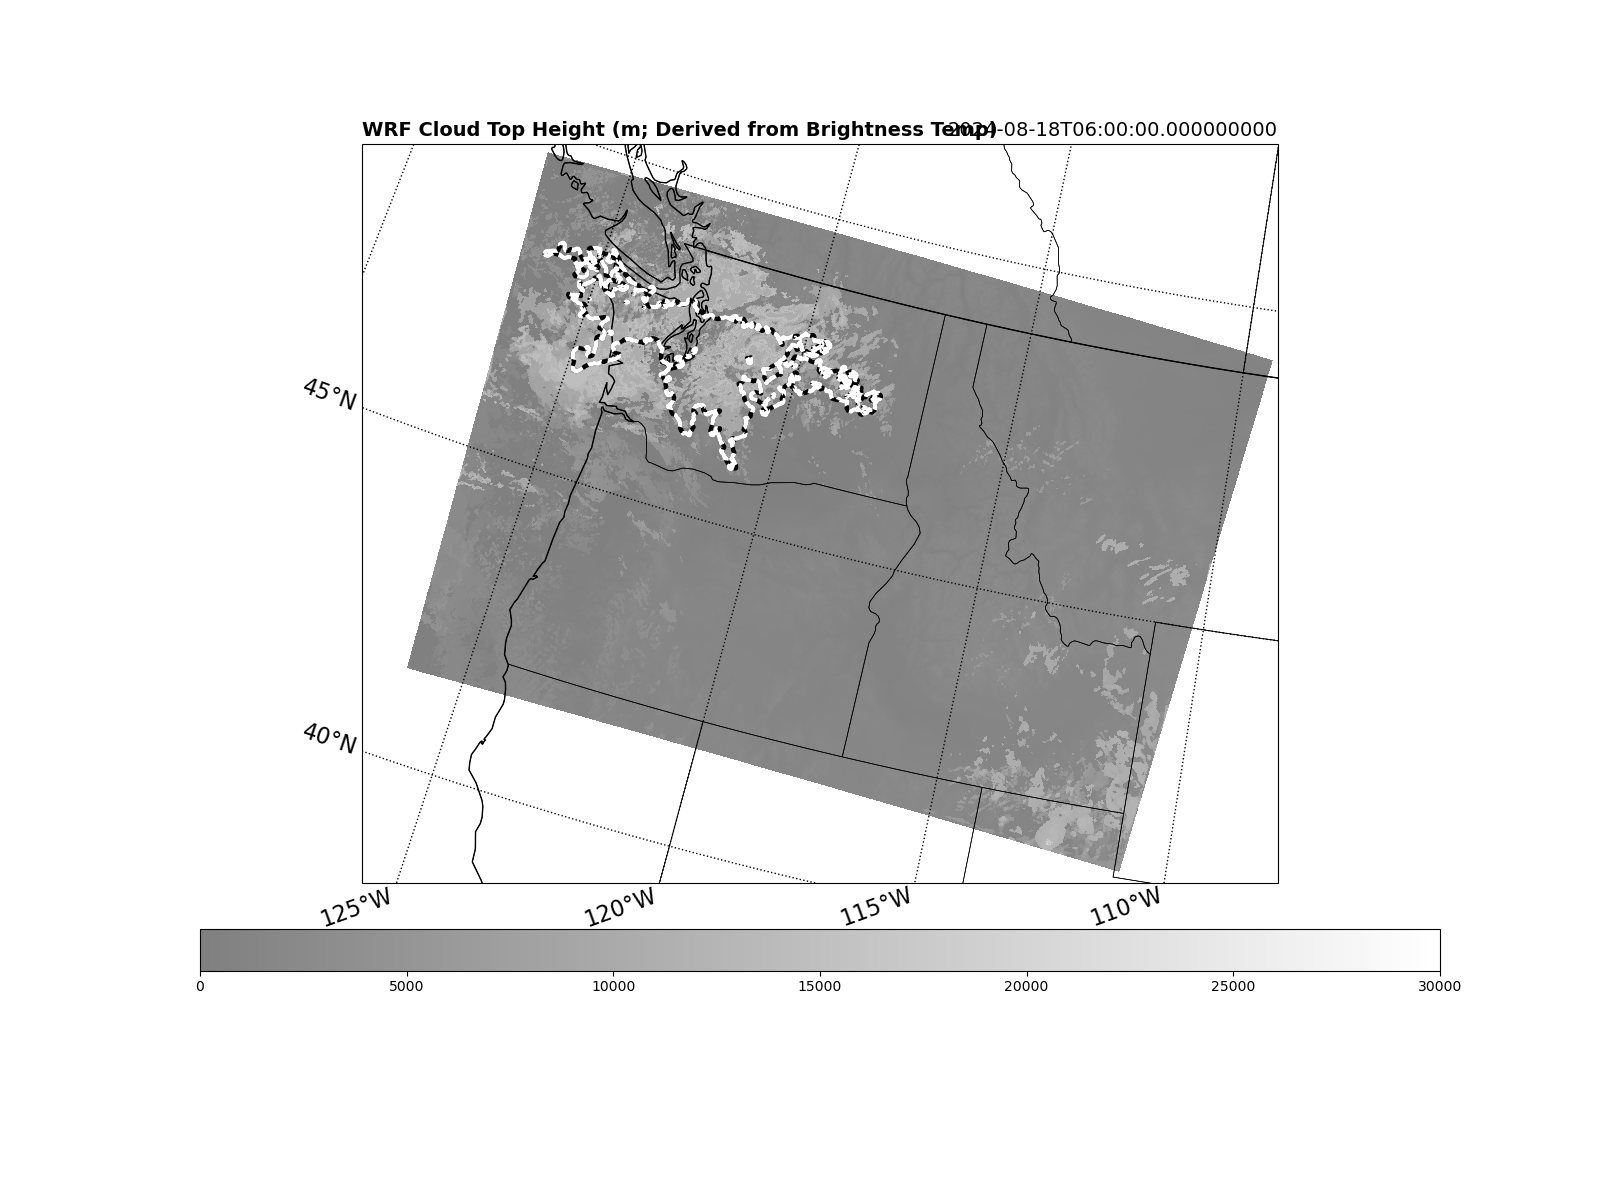 WRF Cloud Top Height (m; Derived from Brightness Temp) 2024-08-18T06:00:00.000000000
45°N
40°N
125°W 120°W 115°W 110°W
0 5000 10000 15000 20000 25000 30000